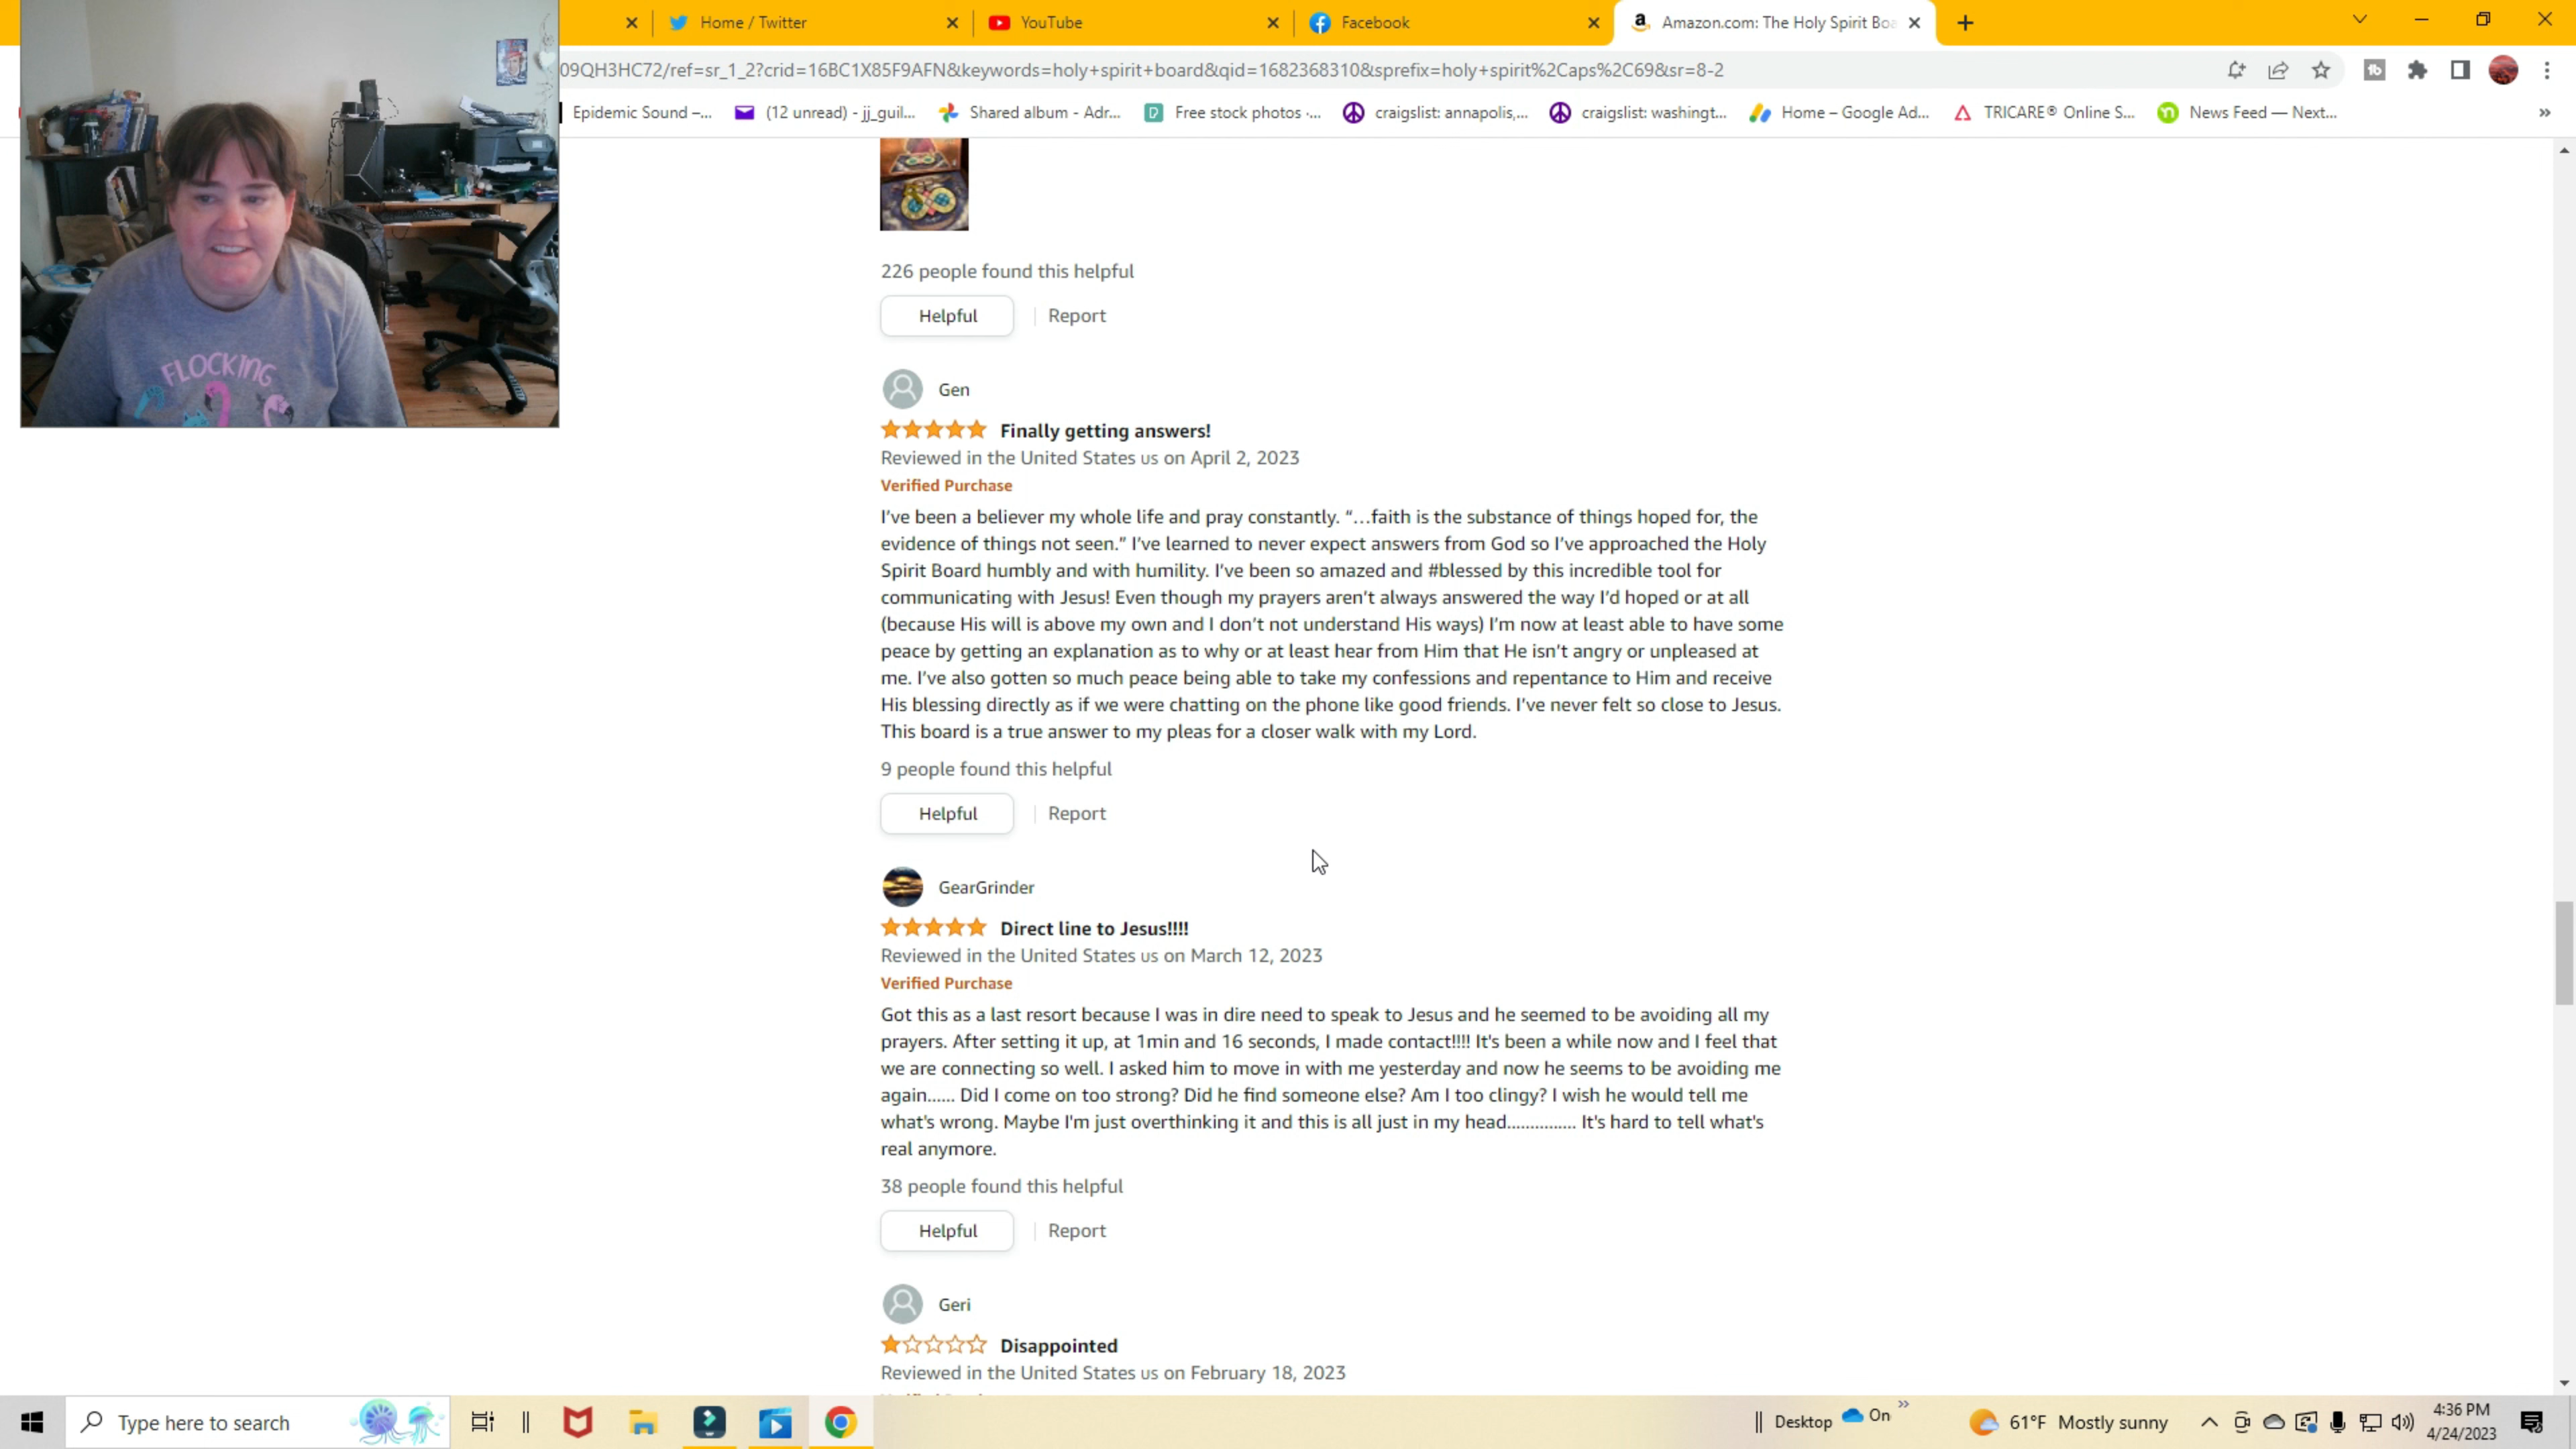 Home / Twitter
YouTube
Facebook
Amazon.com: The Holy Spirit Boa
09QH3HC72/ref=sr_1_2?crid=16BC1X85F9AFN&keywords=holy+spirit+board&qid=1682368310&sprefix=holy+spirit%2Caps%2C69&sr=8-2
Epidemic Sound –...
(12 unread) - jj_guil...
Shared album - Adr...
Free stock photos ·...
craigslist: annapolis,...
craigslist: washingt...
Home – Google Ad...
TRICARE® Online S...
News Feed — Next...
FLOCKING
226 people found this helpful
Helpful
Report
Gen
Finally getting answers!
Reviewed in the United States us on April 2, 2023
Verified Purchase
I've been a believer my whole life and pray constantly. “…faith is the substance of things hoped for, the
evidence of things not seen.” I've learned to never expect answers from God so I've approached the Holy
Spirit Board humbly and with humility. I've been so amazed and #blessed by this incredible tool for
communicating with Jesus! Even though my prayers aren't always answered the way I'd hoped or at all
(because His will is above my own and I don't not understand His ways) I'm now at least able to have some
peace by getting an explanation as to why or at least hear from Him that He isn't angry or unpleased at
me. I've also gotten so much peace being able to take my confessions and repentance to Him and receive
His blessing directly as if we were chatting on the phone like good friends. I've never felt so close to Jesus.
This board is a true answer to my pleas for a closer walk with my Lord.
9 people found this helpful
Helpful
Report
GearGrinder
Direct line to Jesus!!!!
Reviewed in the United States us on March 12, 2023
Verified Purchase
Got this as a last resort because I was in dire need to speak to Jesus and he seemed to be avoiding all my
prayers. After setting it up, at 1min and 16 seconds, I made contact!!!! It's been a while now and I feel that
we are connecting so well. I asked him to move in with me yesterday and now he seems to be avoiding me
again...... Did I come on too strong? Did he find someone else? Am I too clingy? I wish he would tell me
what's wrong. Maybe I'm just overthinking it and this is all just in my head............... It's hard to tell what's
real anymore.
38 people found this helpful
Helpful
Report
Geri
Disappointed
Reviewed in the United States us on February 18, 2023
Type here to search
Desktop
On
61°F Mostly sunny
4:36 PM
4/24/2023